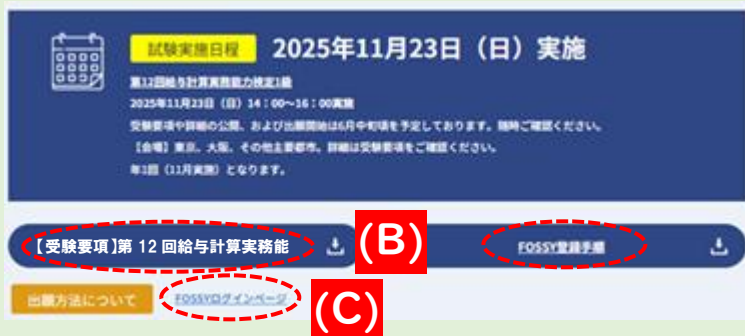 試験実施日程 2025年11月23日（日）実施
第12回給与計算実務能力検定1級
2025年11月23日（日）14：00～16：00実施
受験要項や詳細の公開、および出願開始は6月中旬頃を予定しております。随時ご確認ください。
【会場】東京、大阪、その他主要都市。詳細は受験要項をご確認ください。
年1回（11月実施）となります。
【受験要項】第 12 回給与計算実務能 (B) FOSSY登録手順
出願方法について FOSSYログインページ (C)